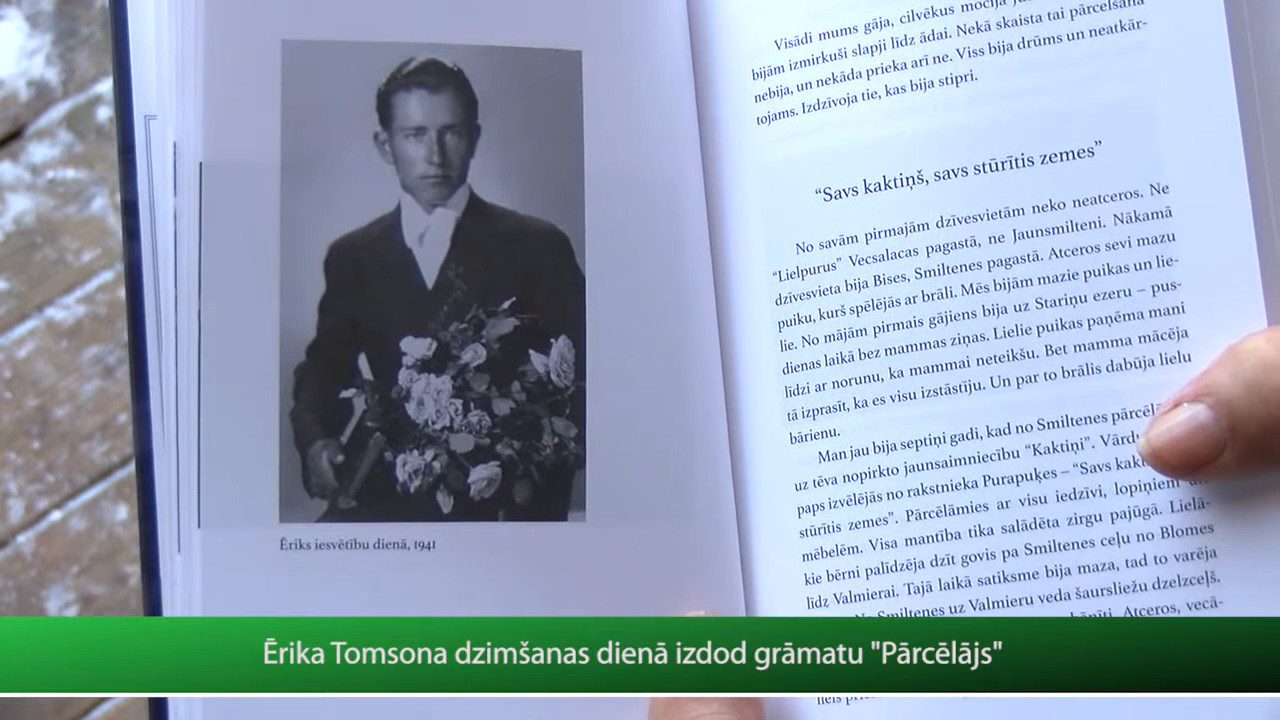 Visādi mums gāja, cilvēkus mocīja
bijām izmirkuši slapji līdz ādai. Nekā skaista tai pārcelšanā
nebija, un nekāda prieka arī ne. Viss bija drūms un neatkār-
tojams. Izdzīvoja tie, kas bija stipri.
“Savs kaktiņš, savs stūrītis zemes”
No savām pirmajām dzīvesvietām neko neatceros. Ne
“Lielpurus” Vecsalacas pagastā, ne Jaunsmilteni. Nākamā
dzīvesvieta bija Bises, Smiltenes pagastā. Atceros sevi mazu
puiku, kurš spēlējās ar brāli. Mēs bijām mazie puikas un lie-
lie. No mājām pirmais gājiens bija uz Stariņu ezeru – pus-
dienas laikā bez mammas ziņas. Lielie puikas paņēma mani
līdzi ar norunu, ka mammai neteikšu. Bet mamma mācēja
tā izprasīt, ka es visu izstāstīju. Un par to brālis dabūja lielu
bārienu.
Man jau bija septiņi gadi, kad no Smiltenes
uz tēva nopirkto jaunsaimniecību “Kaktiņi”.
paps izvēlējās no rakstnieka Purapuķes – “Savs
stūrītis zemes”. Pārcēlāmies ar visu iedzīvi, lopiņiem
mēbelēm. Visa mantība tika salādēta zirgu pajūgā. Lielā-
kie bērni palīdzēja dzīt govis pa Smiltenes ceļu no Blomes
līdz Valmierai. Tajā laikā satiksme bija maza, tad to varēja
Smiltenes uz Valmieru veda šaursliežu dzelzceļš.
Atceros, vecā-
Ēriks iesvētību dienā, 1941
Ērika Tomsona dzimšanas dienā izdod grāmatu "Pārcēlājs"